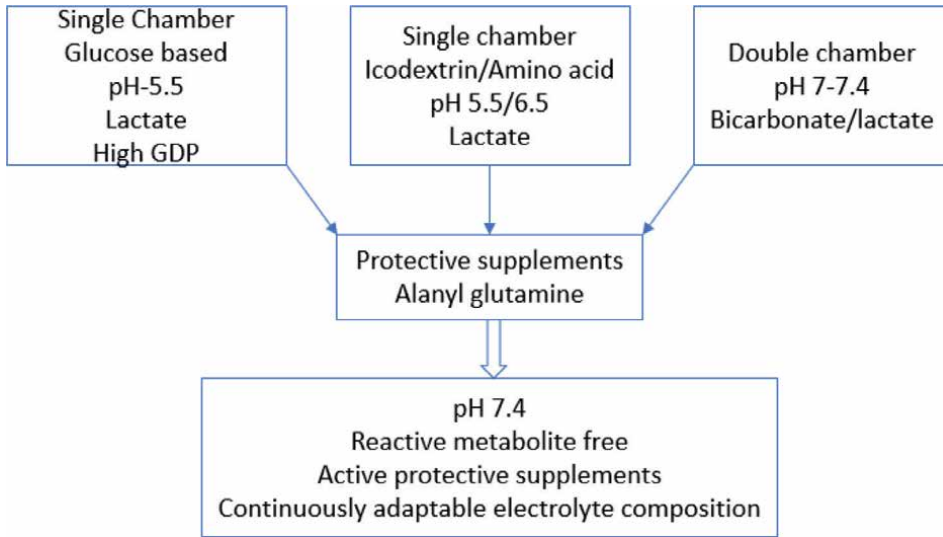 Single Chamber
Glucose based
pH-5.5
Lactate
High GDP
Single chamber
Icodextrin/Amino acid
pH 5.5/6.5
Lactate
Double chamber
pH 7-7.4
Bicarbonate/lactate
Protective supplements
Alanyl glutamine
pH 7.4
Reactive metabolite free
Active protective supplements
Continuously adaptable electrolyte composition